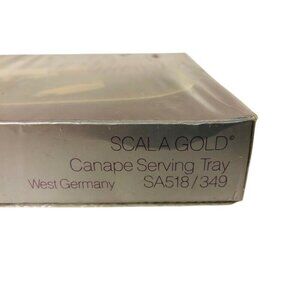 SCALA GOLD©
Canape Serving Tray
West Germany SA518/349